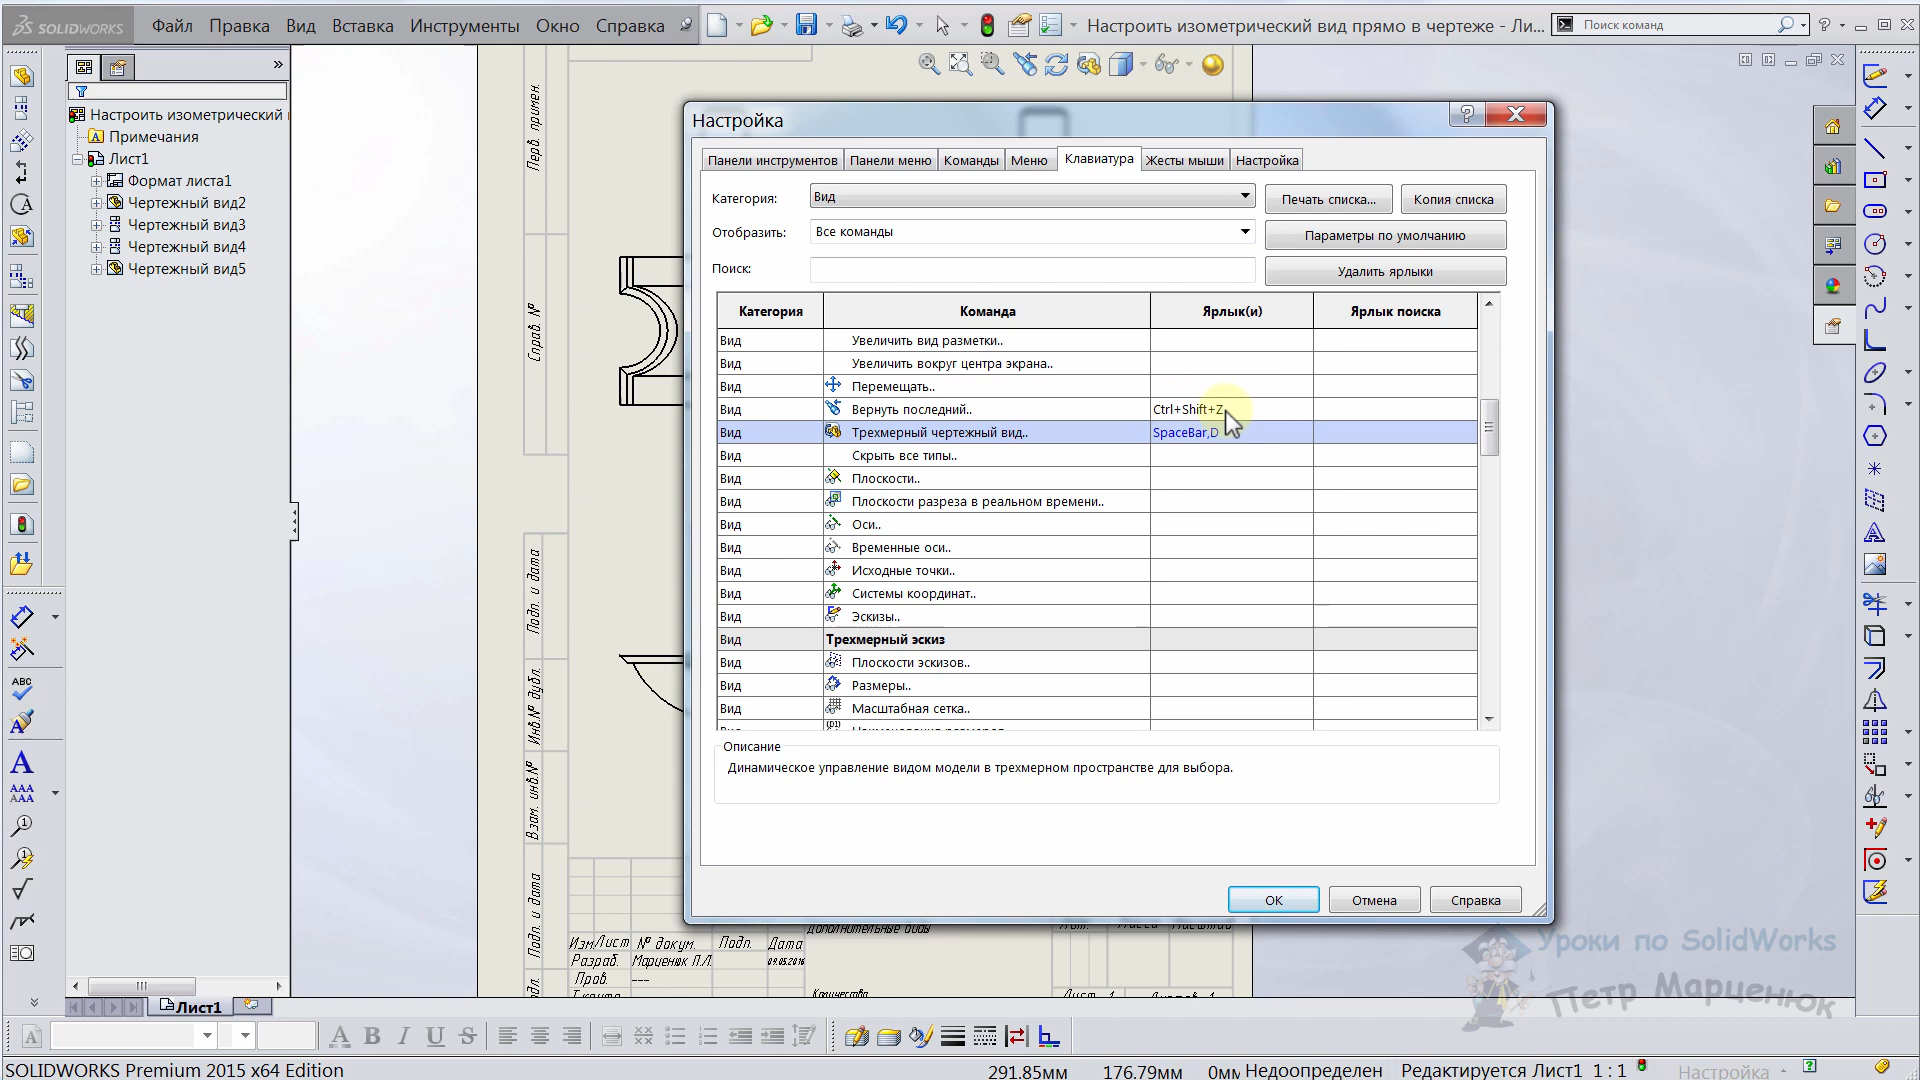 SOLIDWORKS
Файл Правка Вид Вставка Инструменты Окно Справка
Настроить изометрический вид прямо в чертеже - Ли...
Поиск команд
Настроить изометрический
Примечания
Лист1
Формат листа1
Чертежный вид2
Чертежный вид3
Чертежный вид4
Чертежный вид5
Перв. примен.
Справ. №
Подп. и дата
Инв.№ дубл.
Взам. инв.№
Подп. и дата
Настройка
Панели инструментов Панели меню Команды Меню Клавиатура Жесты мыши Настройка
Категория: Вид Печать списка... Копия списка
Отобразить: Все команды Параметры по умолчанию
Поиск: Удалить ярлыки
Категория Команда Ярлык(и) Ярлык поиска
Вид Увеличить вид разметки..
Вид Увеличить вокруг центра экрана..
Вид Перемещать..
Вид Вернуть последний.. Ctrl+Shift+Z
Вид Трехмерный чертежный вид.. SpaceBar,D
Вид Скрыть все типы..
Вид Плоскости..
Вид Плоскости разреза в реальном времени..
Вид Оси..
Вид Временные оси..
Вид Исходные точки..
Вид Системы координат..
Вид Эскизы..
Вид Трехмерный эскиз
Вид Плоскости эскизов..
Вид Размеры..
Вид Масштабная сетка..
Описание
Динамическое управление видом модели в трехмерном пространстве для выбора.
ОК Отмена Справка
Изм/Лист № докум. Подп. Дата
Разраб. Марценюк П.Л. 09.05.2016
Пров. ---
Уроки по SolidWorks
Петр Марценюк
Лист1
SOLIDWORKS Premium 2015 x64 Edition
291.85мм 176.79мм 0мм Недоопределен Редактируется Лист1 1 : 1 Настройка